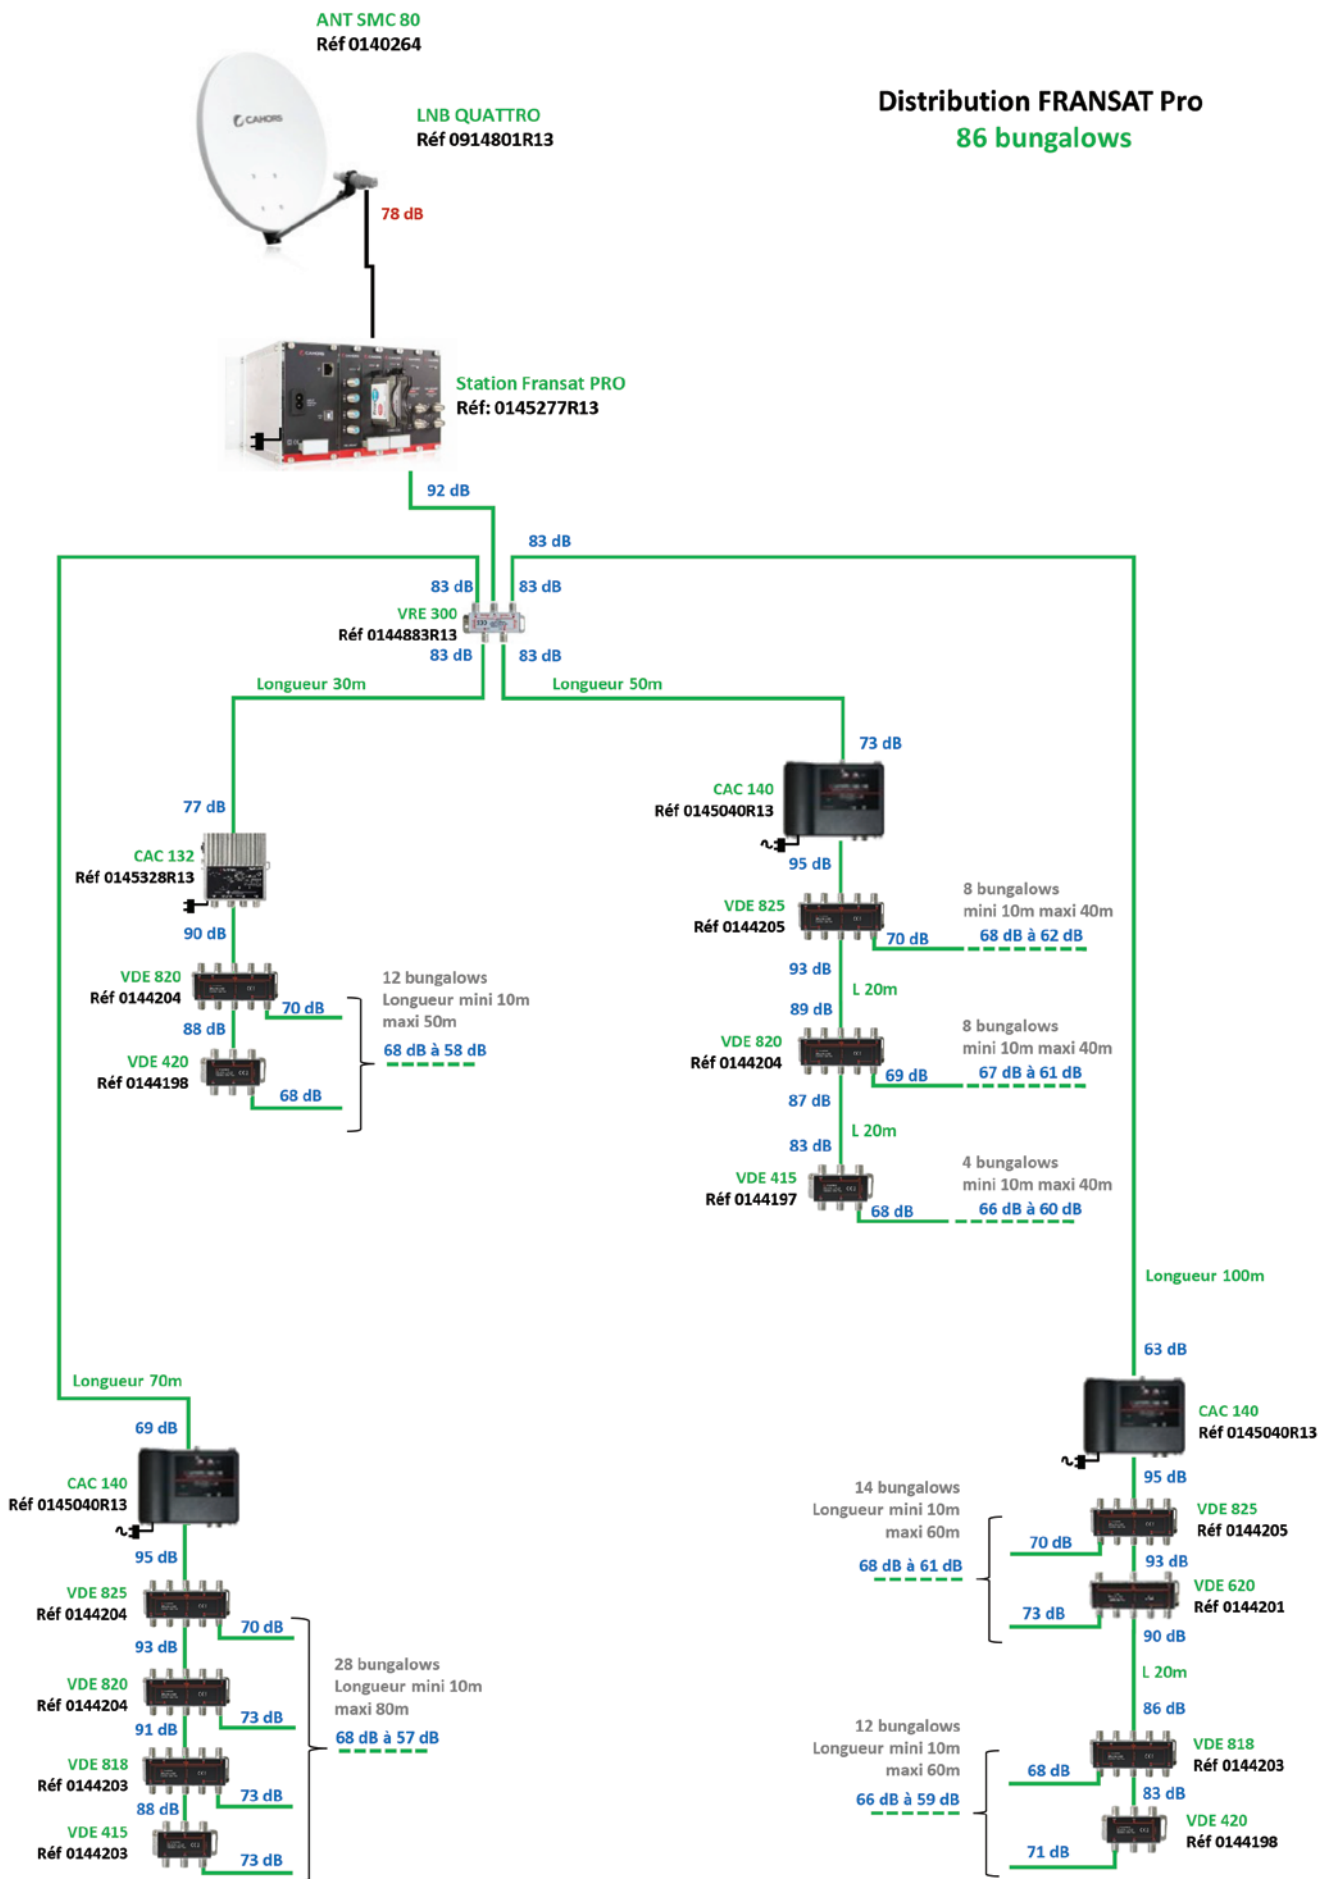 ANT SMC 80
Réf 0140264
Distribution FRANSAT Pro
86 bungalows
CAHORS
LNB QUATTRO
Réf 0914801R13
78 dB
Station Fransat PRO
Réf: 0145277R13
92 dB
83 dB
83 dB
83 dB
VRE 300
Réf 0144883R13
83 dB
83 dB
Longueur 30m
Longueur 50m
73 dB
CAC 140
Réf 0145040R13
77 dB
CAC 132
Réf 0145328R13
95 dB
VDE 825
Réf 0144205
8 bungalows
mini 10m maxi 40m
70 dB
68 dB à 62 dB
90 dB
VDE 820
Réf 0144204
70 dB
12 bungalows
Longueur mini 10m
maxi 50m
68 dB à 58 dB
88 dB
VDE 420
Réf 0144198
68 dB
93 dB
L 20m
89 dB
VDE 820
Réf 0144204
8 bungalows
mini 10m maxi 40m
69 dB
67 dB à 61 dB
87 dB
L 20m
83 dB
VDE 415
Réf 0144197
4 bungalows
mini 10m maxi 40m
68 dB
66 dB à 60 dB
Longueur 100m
63 dB
CAC 140
Réf 0145040R13
Longueur 70m
69 dB
CAC 140
Réf 0145040R13
95 dB
VDE 825
Réf 0144204
70 dB
93 dB
VDE 820
Réf 0144204
73 dB
91 dB
VDE 818
Réf 0144203
73 dB
88 dB
VDE 415
Réf 0144203
73 dB
28 bungalows
Longueur mini 10m
maxi 80m
68 dB à 57 dB
95 dB
14 bungalows
Longueur mini 10m
maxi 60m
68 dB à 61 dB
VDE 825
Réf 0144205
70 dB
93 dB
VDE 620
Réf 0144201
73 dB
90 dB
L 20m
86 dB
12 bungalows
Longueur mini 10m
maxi 60m
66 dB à 59 dB
VDE 818
Réf 0144203
68 dB
83 dB
VDE 420
Réf 0144198
71 dB